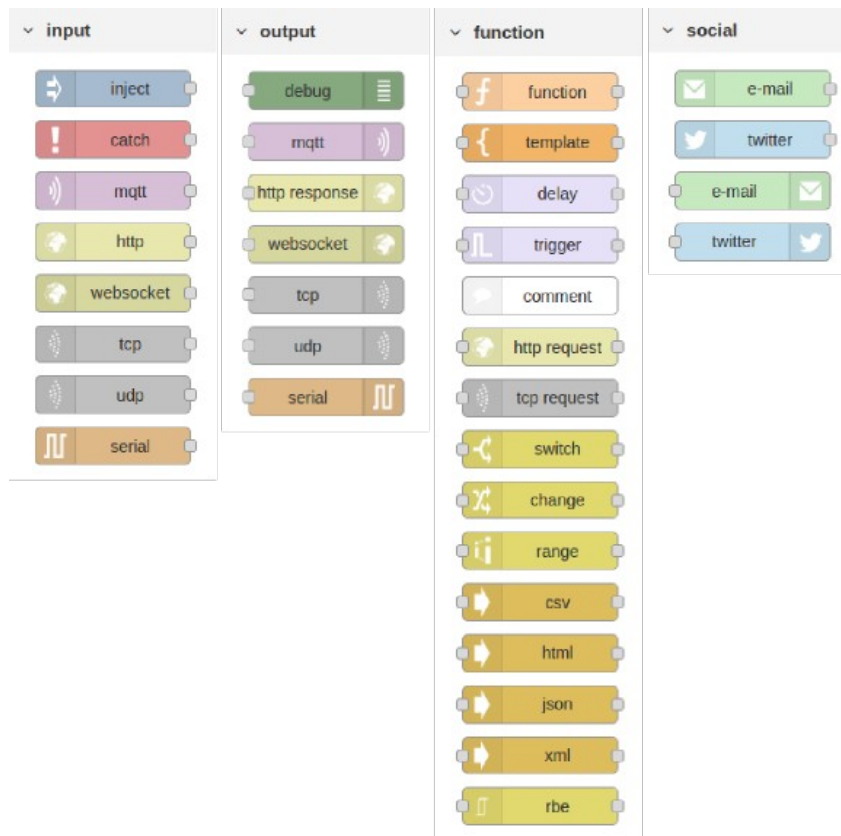 input
inject
catch
mqtt
http
websocket
tcp
udp
serial
output
debug
mqtt
http response
websocket
tcp
udp
serial
function
function
template
delay
trigger
comment
http request
tcp request
switch
change
range
csv
html
json
xml
rbe
social
e-mail
twitter
e-mail
twitter